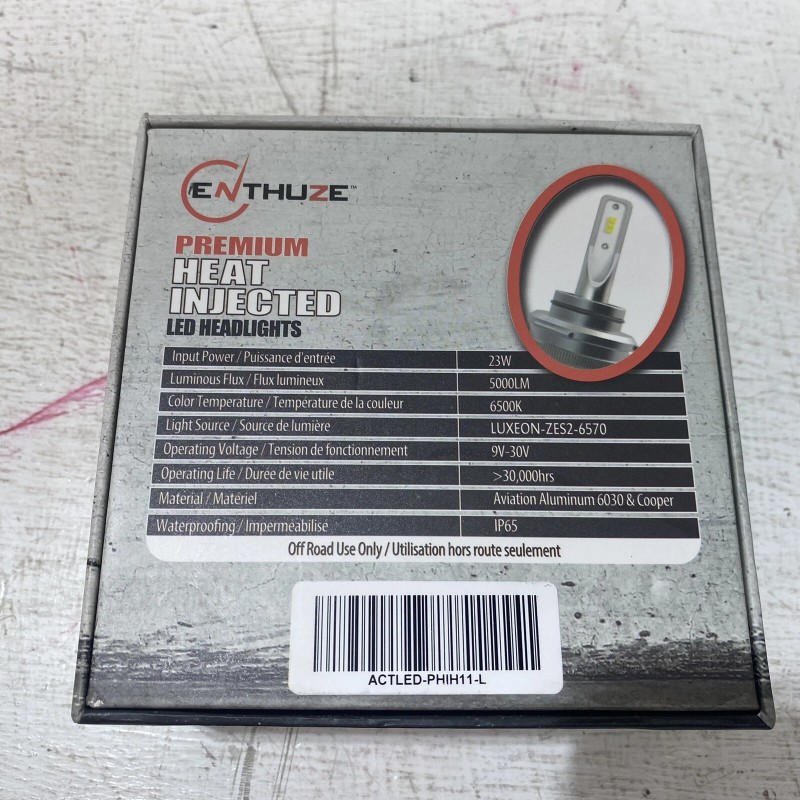 ENTHUZE™
PREMIUM
HEAT
INJECTED
LED HEADLIGHTS
Input Power / Puissance d'entrée 23W
Luminous Flux / Flux lumineux 5000LM
Color Temperature / Température de la couleur 6500K
Light Source / Source de lumière LUXEON-ZES2-6570
Operating Voltage / Tension de fonctionnement 9V-30V
Operating Life / Durée de vie utile >30,000hrs
Material / Matériel Aviation Aluminum 6030 & Cooper
Waterproofing / Imperméabilisé IP65
Off Road Use Only / Utilisation hors route seulement
ACTLED-PHIH11-L